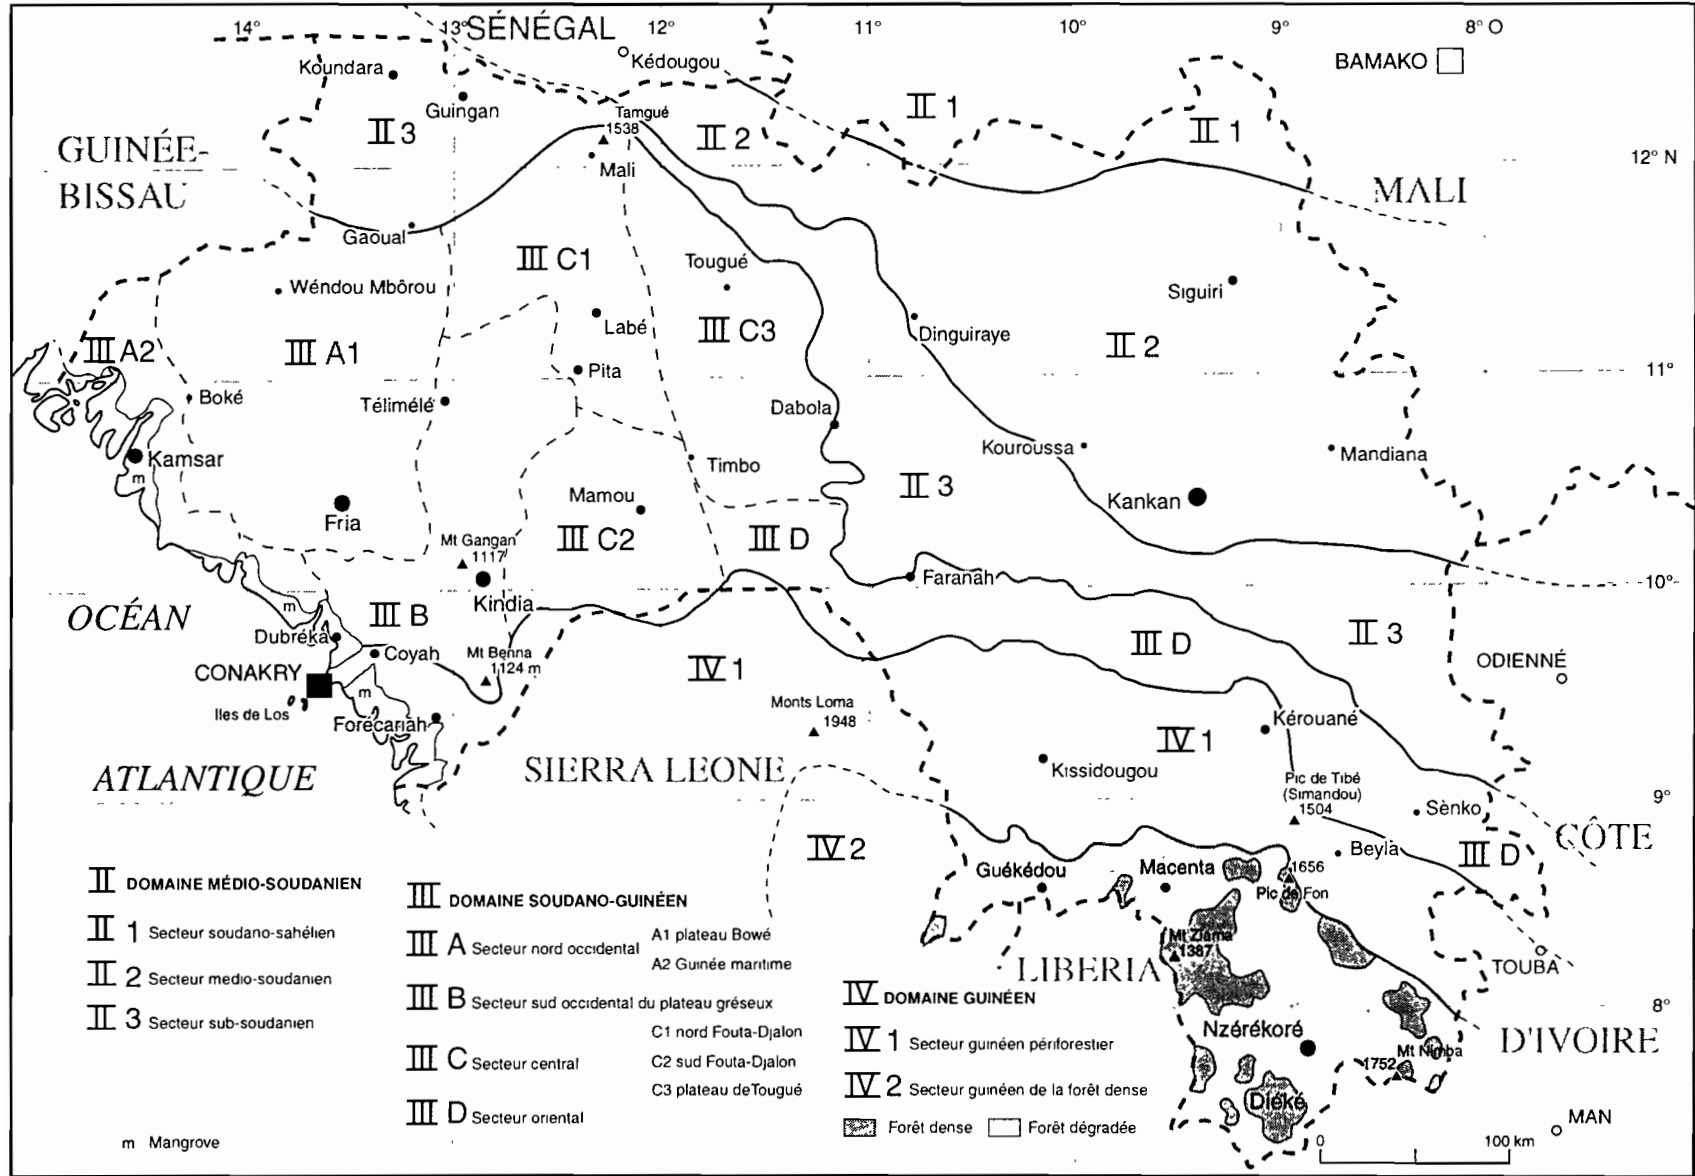 14°
13°
SÉNÉGAL
12°
11°
10°
9°
8° O
Koundara
Kédougou
BAMAKO
Guingan
Tamgué
1538
II 1
II 1
II 3
II 2
GUINÉE-
BISSAU
Mali
12° N
MALI
Gaoual
III C1
Tougué
Wéndou Mbôrou
Siguiri
Labé
III C3
Dinguiraye
III A2
III A1
II 2
Pita
11°
Boké
Télimélé
Dabola
Kouroussa
Mandiana
Kamsar
m
Timbo
II 3
Mamou
Kankan
Fria
Mt Gangan
1117
III C2
III D
Faranah
10°
OCÉAN
m
III B
Kindia
Dubréka
Coyah
Mt Benna
1124 m
IV 1
III D
II 3
ODIENNÉ
CONAKRY
m
Iles de Los
Forécariah
Monts Loma
1948
Kérouané
IV 1
ATLANTIQUE
SIERRA LEONE
Kissidougou
Pic de Tibé
(Simandou)
1504
9°
Sènko
CÔTE
IV 2
Beyla
III D
Guékédou
Macenta
1656
Pic de Fon
Mt Ziama
1387
LIBERIA
TOUBA
8°
Nzérékoré
D'IVOIRE
Mt Nimba
1752
Diéké
MAN
II DOMAINE MÉDIO-SOUDANIEN
II 1 Secteur soudano-sahélien
II 2 Secteur medio-soudanien
II 3 Secteur sub-soudanien
m Mangrove
III DOMAINE SOUDANO-GUINÉEN
III A Secteur nord occidental
A1 plateau Bowé
A2 Guinée maritime
III B Secteur sud occidental du plateau gréseux
III C Secteur central
C1 nord Fouta-Djalon
C2 sud Fouta-Djalon
C3 plateau de Tougué
III D Secteur oriental
IV DOMAINE GUINÉEN
IV 1 Secteur guinéen périforestier
IV 2 Secteur guinéen de la forêt dense
Forêt dense
Forêt dégradée
0
100 km